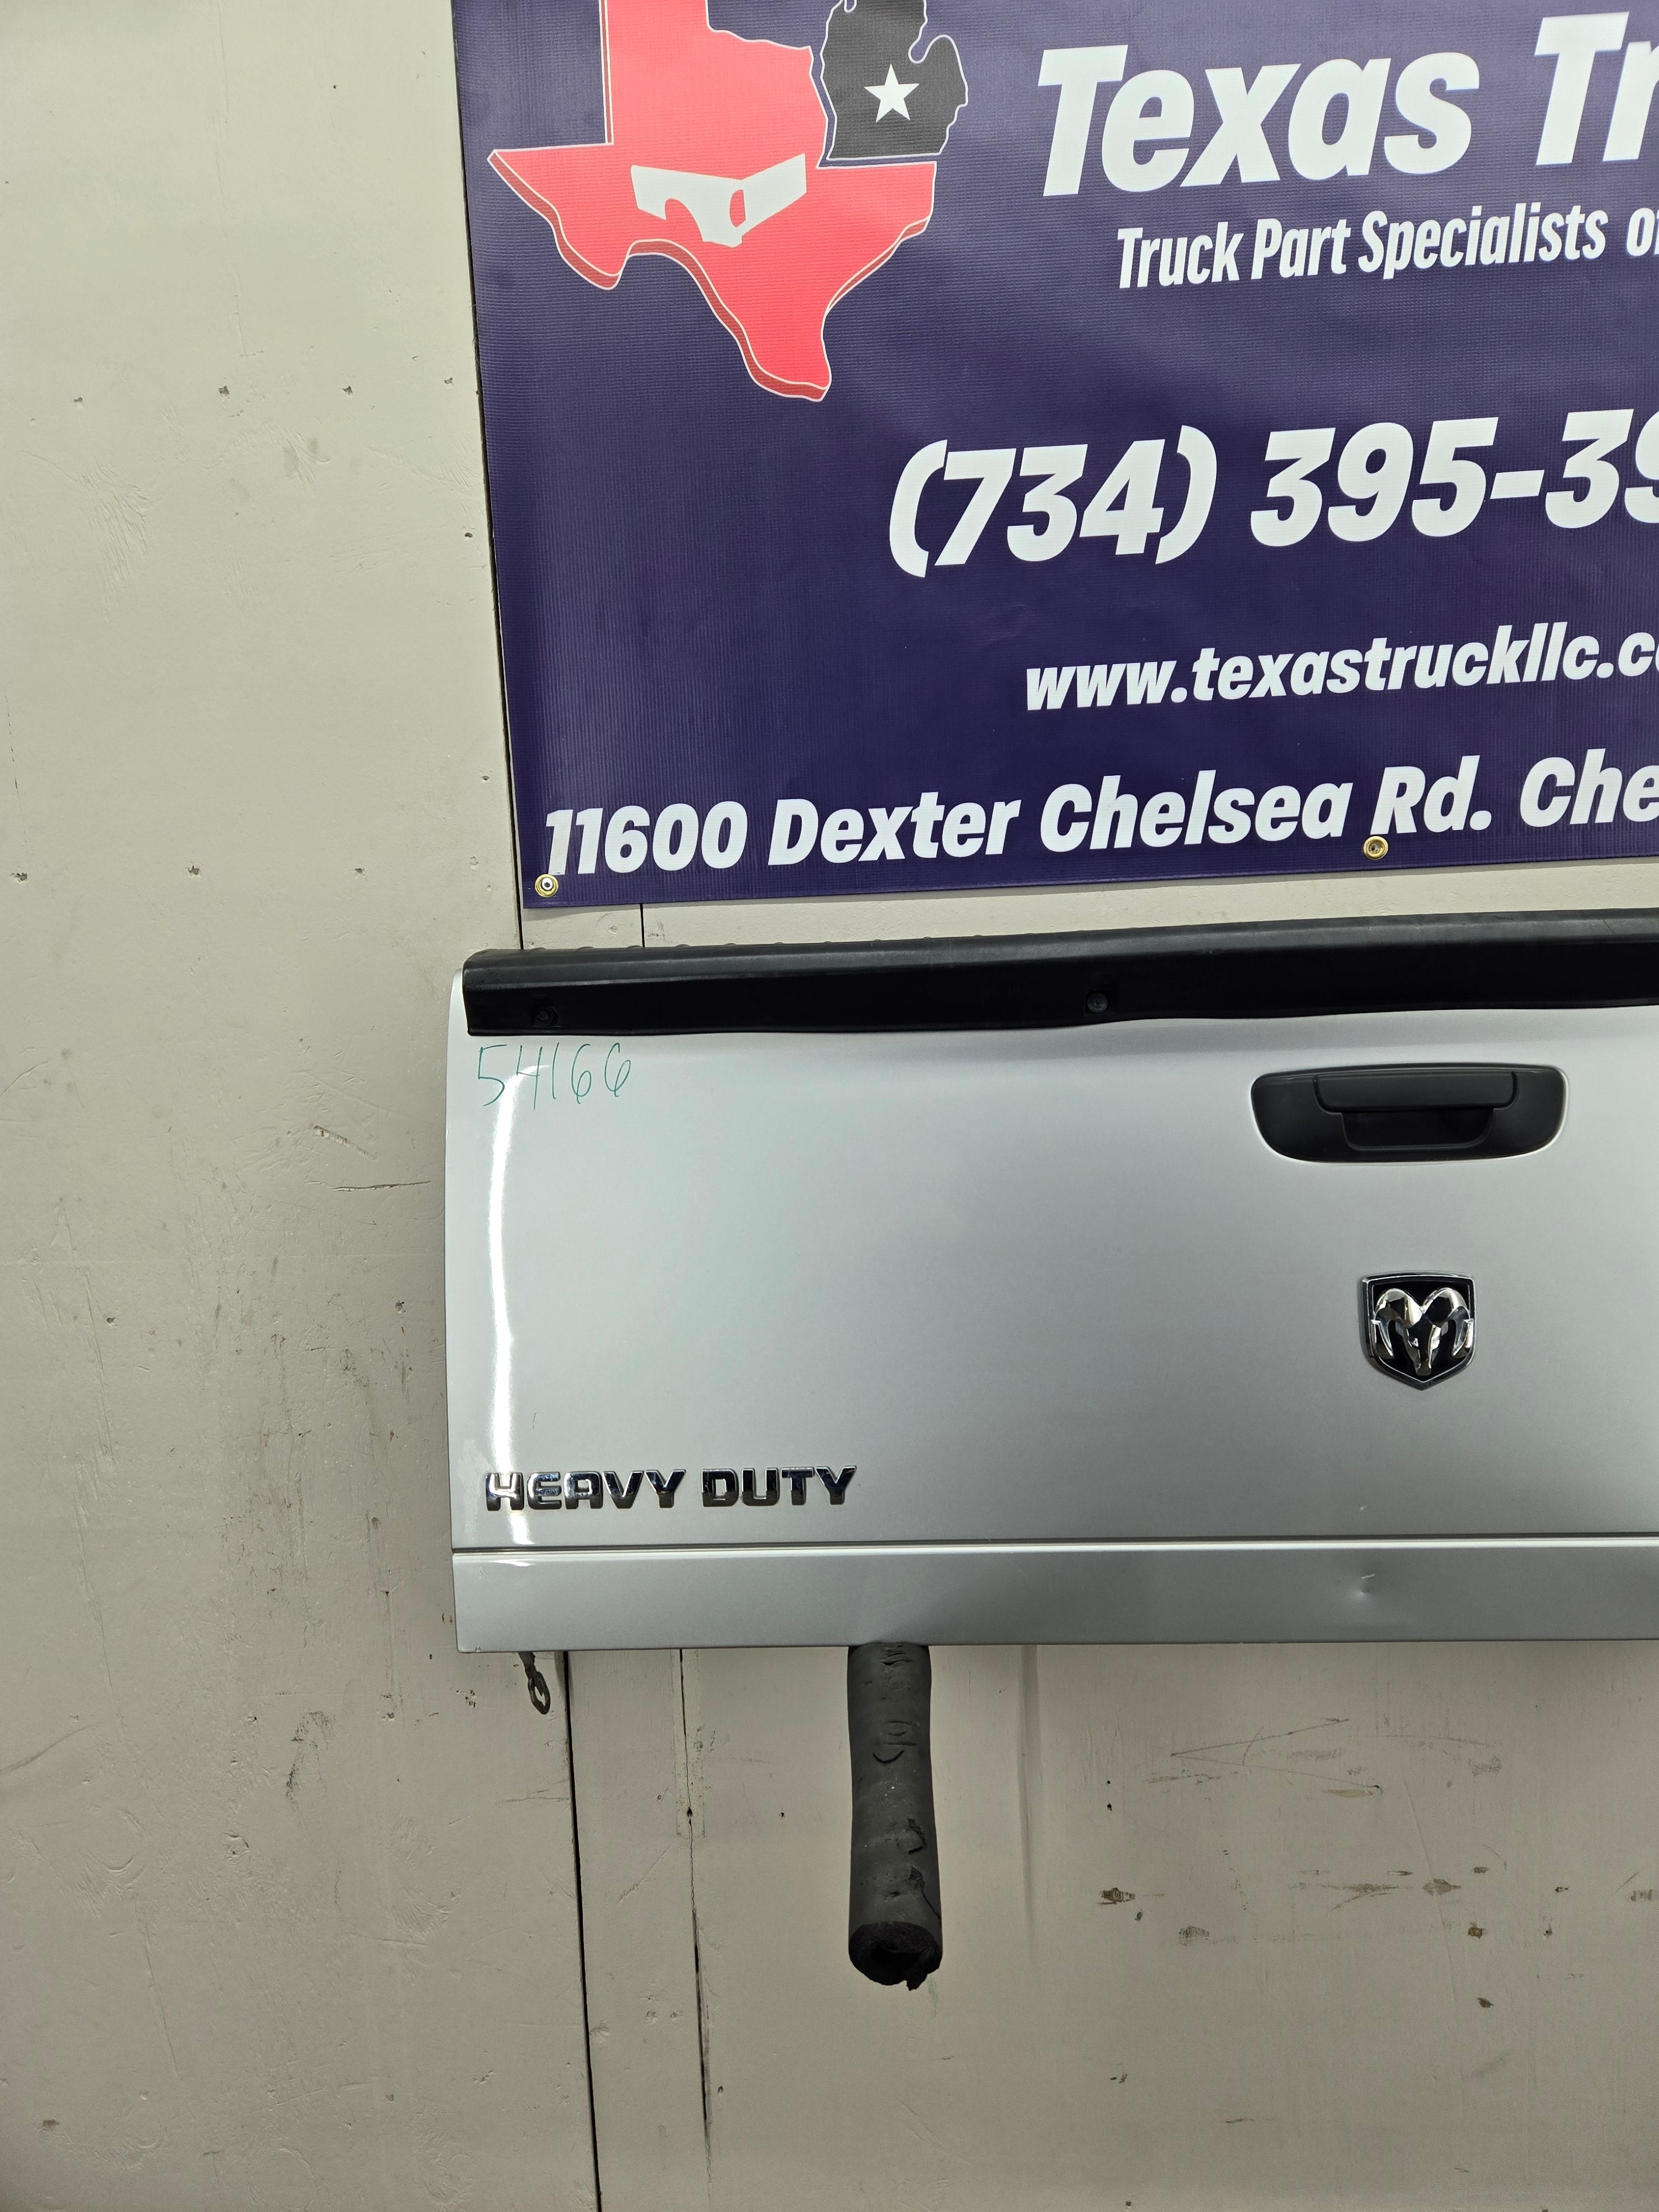 Texas Tr
Truck Part Specialists of
(734) 395-39
www.texastruckllc.co
11600 Dexter Chelsea Rd. Che
54166
HEAVY DUTY